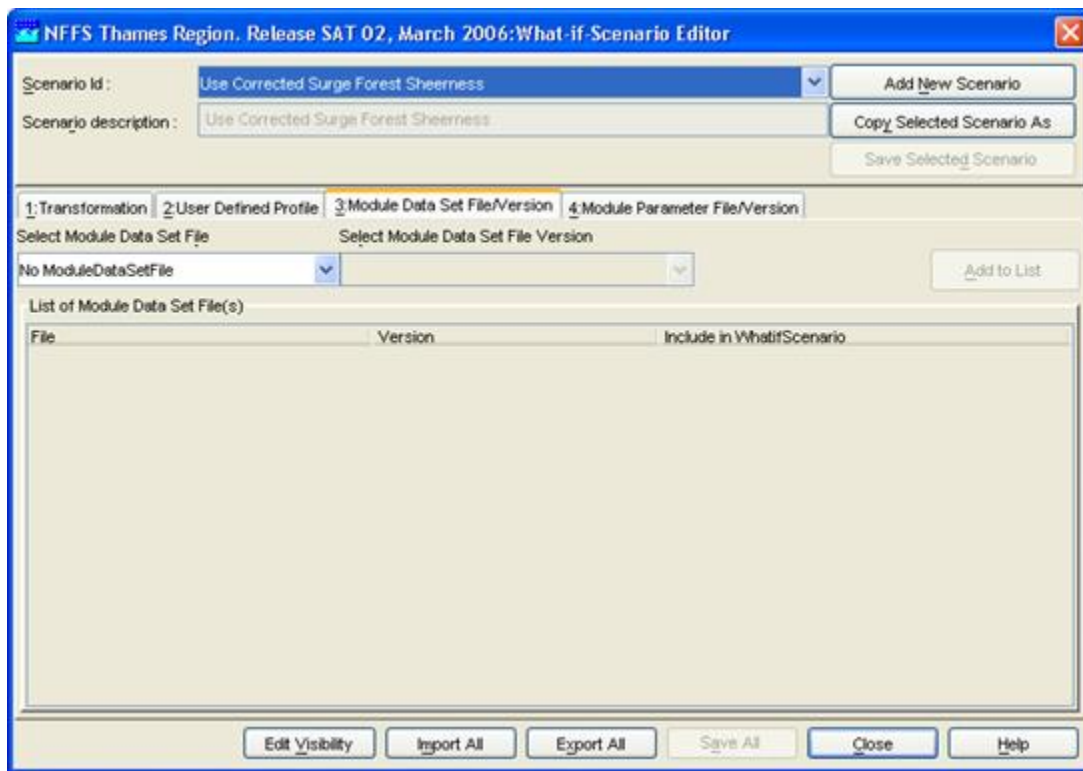 NFFS Thames Region. Release SAT 02, March 2006:What-if-Scenario Editor
Scenario Id :
Use Corrected Surge Forest Sheerness
Add New Scenario
Scenario description :
Use Corrected Surge Forest Sheerness
Copy Selected Scenario As
Save Selected Scenario
1:Transformation
2:User Defined Profile
3:Module Data Set File/Version
4:Module Parameter File/Version
Select Module Data Set File
Select Module Data Set File Version
No ModuleDataSetFile
Add to List
List of Module Data Set File(s)
File
Version
Include in WhatifScenario
Edit Visibility
Import All
Export All
Save All
Close
Help